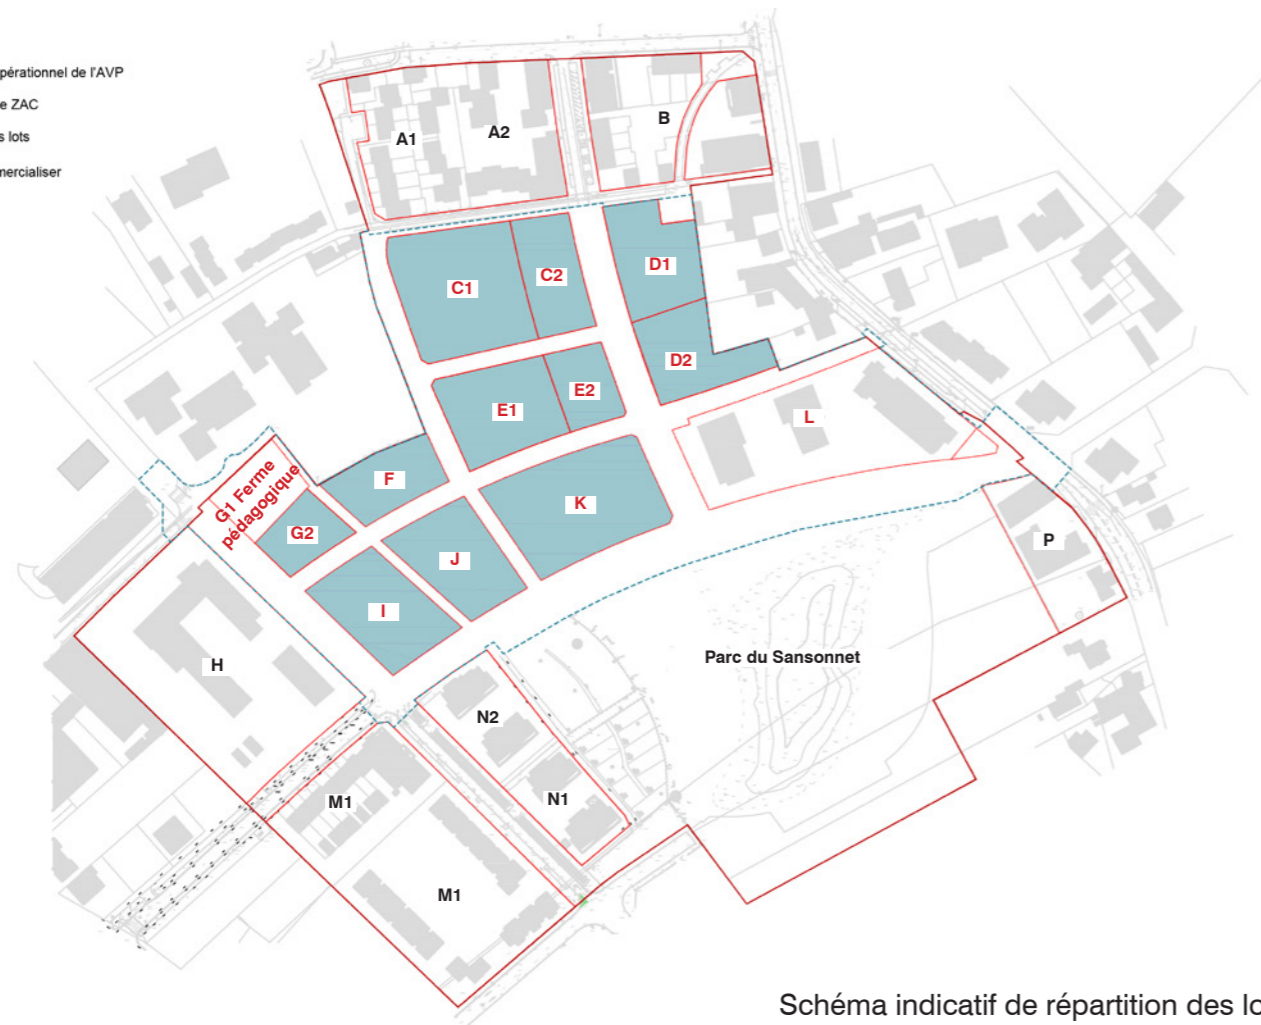 pérationnel de l'AVP
e ZAC
s lots
mercialiser
A1
A2
B
C1
C2
D1
D2
E1
E2
F
G1 Ferme
pédagogique
G2
K
J
I
L
P
H
Parc du Sansonnet
N2
N1
M1
M1
Schéma indicatif de répartition des lo